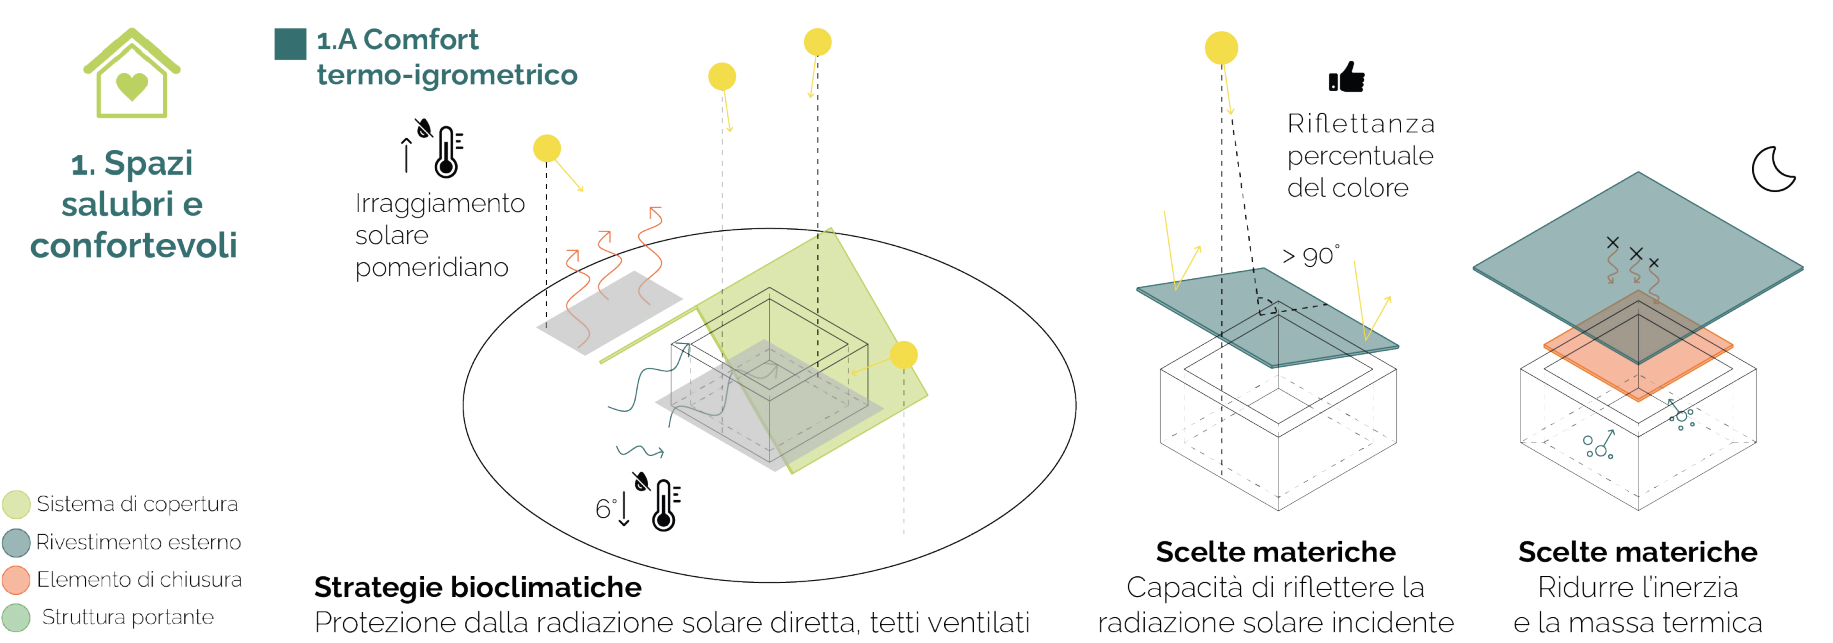 1. Spazi
salubri e
confortevoli
1.A Comfort
termo-igrometrico
Irraggiamento
solare
pomeridiano
6°
Riflettanza
percentuale
del colore
> 90°
Sistema di copertura
Rivestimento esterno
Elemento di chiusura
Struttura portante
Strategie bioclimatiche
Protezione dalla radiazione solare diretta, tetti ventilati
Scelte materiche
Capacità di riflettere la
radiazione solare incidente
Scelte materiche
Ridurre l'inerzia
e la massa termica